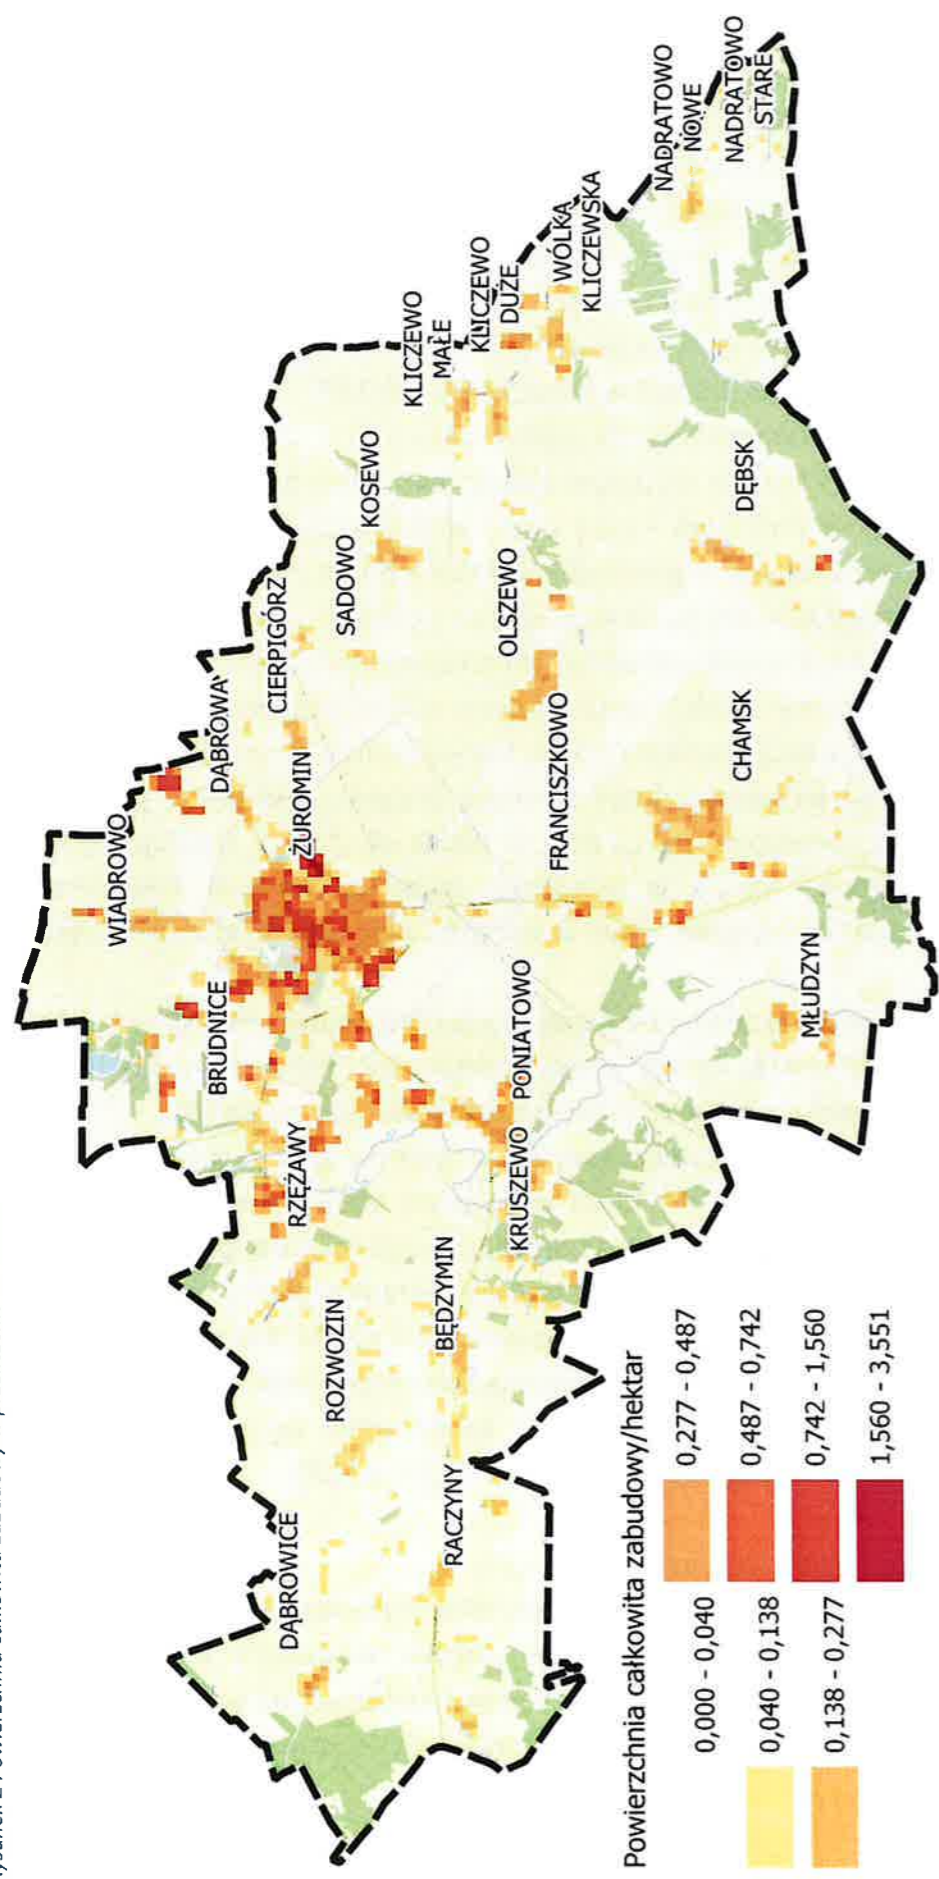 WIADROWO
BRUDNICE
DĄBROWA
CIERPIGÓRZ
DĄBROWICE
RZĘŻAWY
ŻUROMIN
ROZWOZIN
SADOWO
KOSEWO
KLICZEWO
MAŁE
BĘDZYMIN
RACZYNY
KLICZEWO
DUŻE
OLSZEWO
KRUSZEWO
PONIATOWO
FRANCISZKOWO
WÓLKA
KLICZEWSKA
NADRATOWO
NOWE
NADRATOWO
STARE
DĘBSK
CHAMSK
MŁUDZYN
Powierzchnia całkowita zabudowy/hektar
0,000 - 0,040
0,040 - 0,138
0,138 - 0,277
0,277 - 0,487
0,487 - 0,742
0,742 - 1,560
1,560 - 3,551